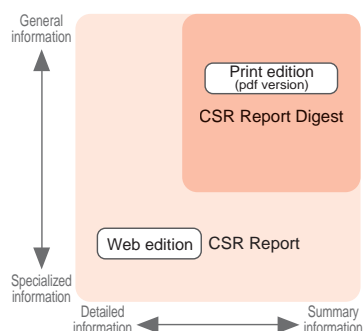 General
information
Print edition
(pdf version)
CSR Report Digest
Web edition
CSR Report
Specialized
information
Detailed
information
Summary
information